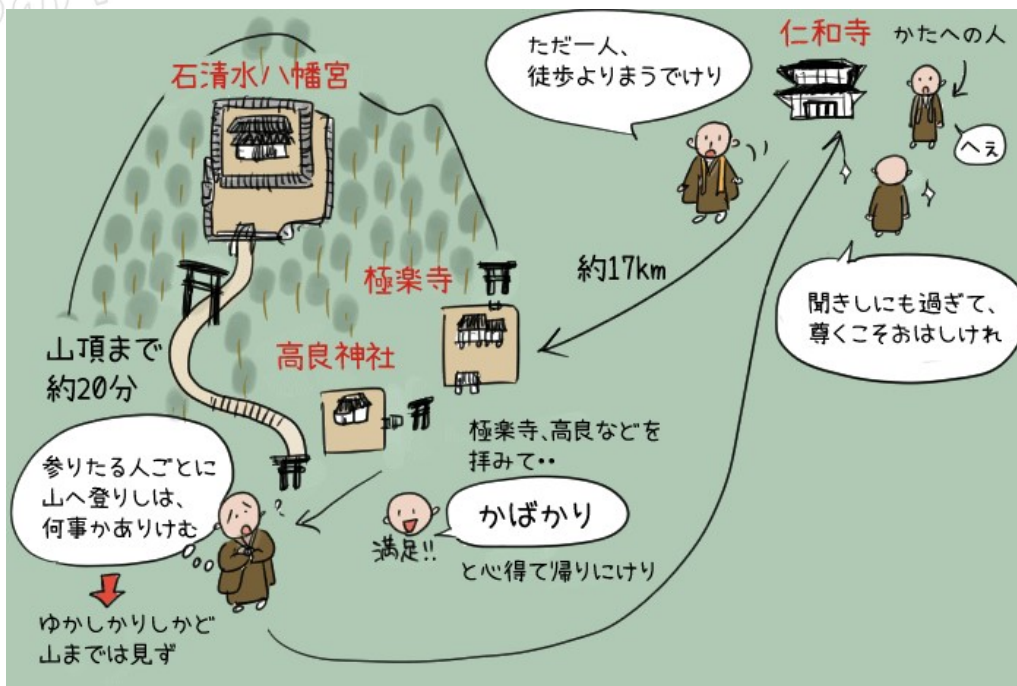 石清水八幡宮
ただ一人、
徒歩よりまうでけり
仁和寺
かたへの人
へぇ
約17km
聞きしにも過ぎて、
尊くこそおはしけれ
極楽寺
高良神社
山頂まで
約20分
極楽寺、高良などを
拝みて‥
かばかり
満足!!
と心得て帰りにけり
参りたる人ごとに
山へ登りしは、
何事かありけむ
ゆかしかりしかど
山までは見ず